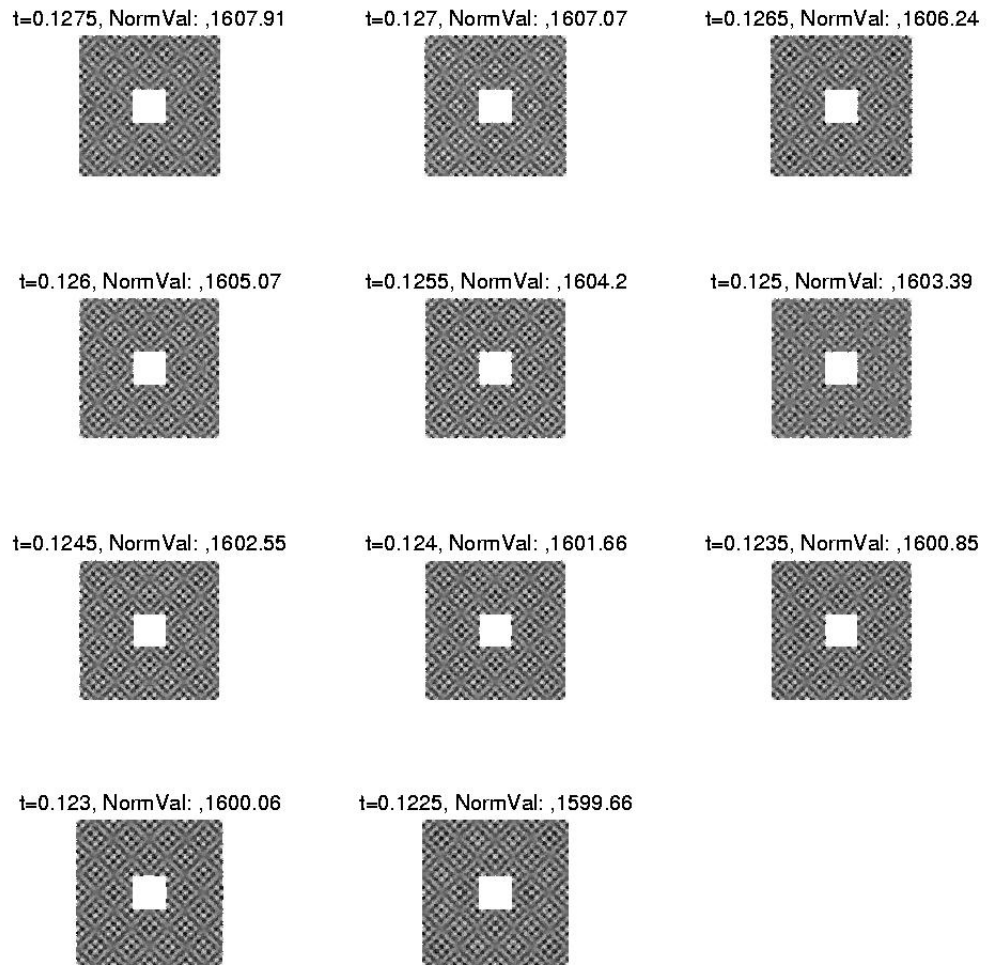 t=0.1275, NormVal: ,1607.91
t=0.127, NormVal: ,1607.07
t=0.1265, NormVal: ,1606.24
t=0.126, NormVal: ,1605.07
t=0.1255, NormVal: ,1604.2
t=0.125, NormVal: ,1603.39
t=0.1245, NormVal: ,1602.55
t=0.124, NormVal: ,1601.66
t=0.1235, NormVal: ,1600.85
t=0.123, NormVal: ,1600.06
t=0.1225, NormVal: ,1599.66